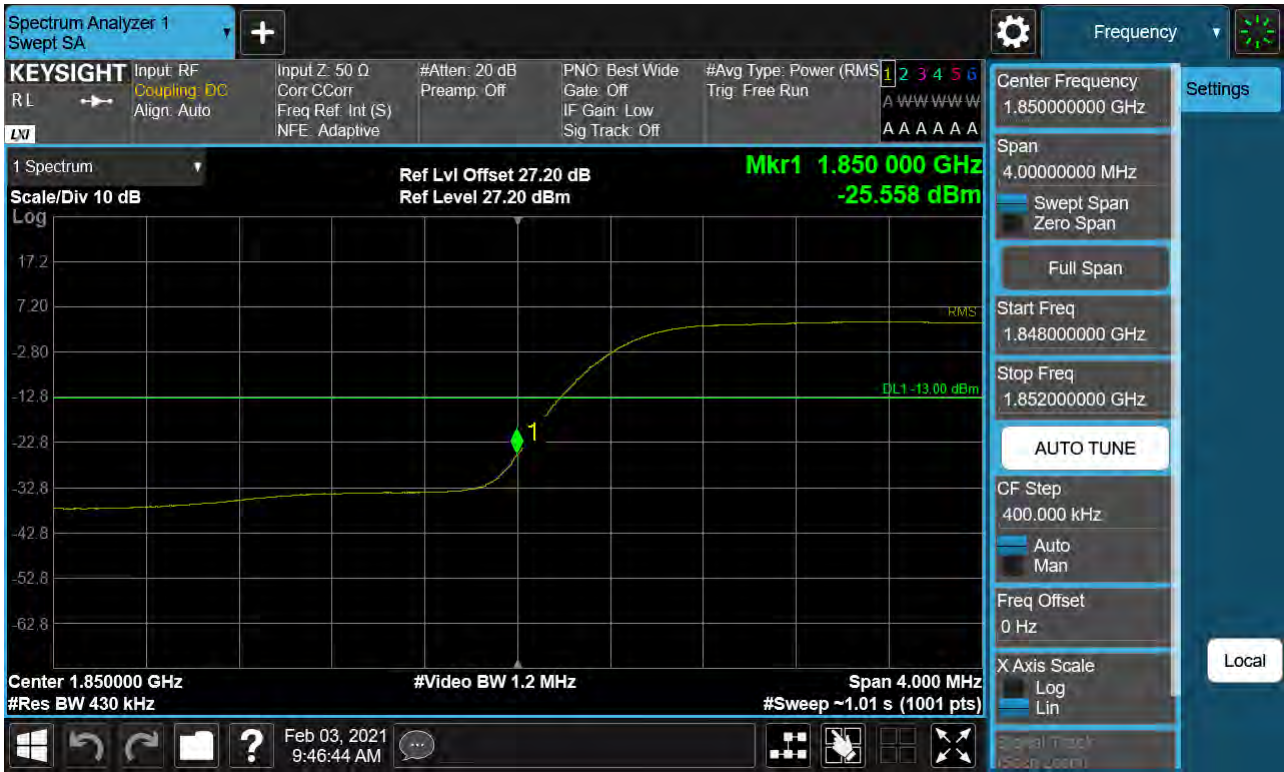 Spectrum Analyzer 1
Swept SA
+
Frequency
KEYSIGHT
RL
LXI
Input: RF
Coupling: DC
Align: Auto
Input Z: 50 Ω
Corr CCorr
Freq Ref: Int (S)
NFE: Adaptive
#Atten: 20 dB
Preamp: Off
PNO: Best Wide
Gate: Off
IF Gain: Low
Sig Track: Off
#Avg Type: Power (RMS
Trig: Free Run
1 2 3 4 5 6
A W W W W W
A A A A A A
1 Spectrum
Scale/Div 10 dB
Log
Ref Lvl Offset 27.20 dB
Ref Level 27.20 dBm
Mkr1 1.850 000 GHz
-25.558 dBm
17.2
7.20
-2.80
-12.8
-22.8
-32.8
-42.8
-52.8
-62.8
RMS
DL1 -13.00 dBm
1
Center 1.850000 GHz
#Res BW 430 kHz
#Video BW 1.2 MHz
Span 4.000 MHz
#Sweep ~1.01 s (1001 pts)
Center Frequency
1.850000000 GHz
Span
4.00000000 MHz
Swept Span
Zero Span
Full Span
Start Freq
1.848000000 GHz
Stop Freq
1.852000000 GHz
AUTO TUNE
CF Step
400.000 kHz
Auto
Man
Freq Offset
0 Hz
X Axis Scale
Log
Lin
Signal Track
(Span Zoom)
Settings
Local
?
Feb 03, 2021
9:46:44 AM